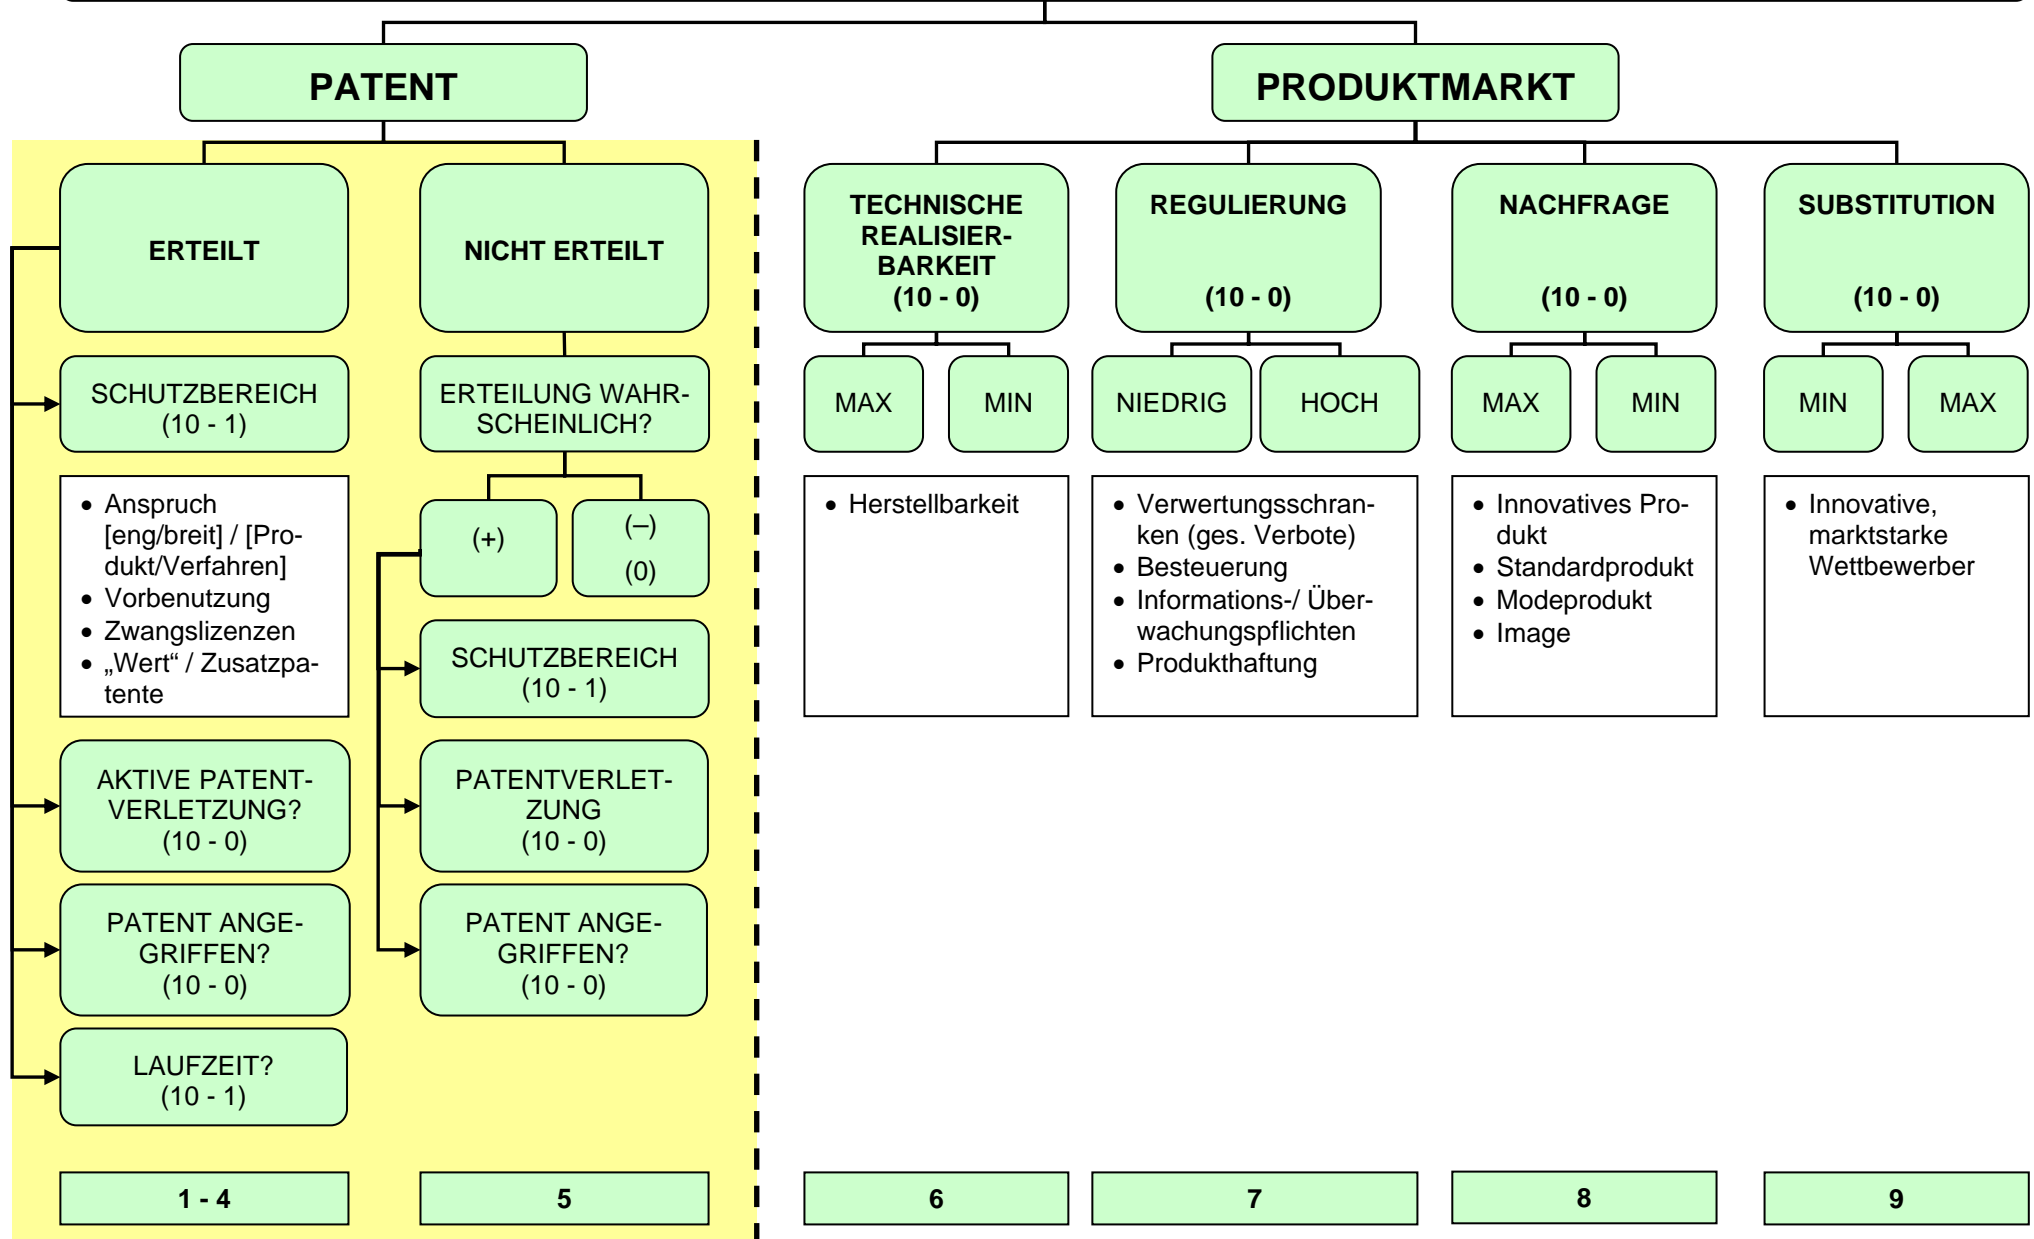 PATENT
PRODUKTMARKT
ERTEILT
NICHT ERTEILT
TECHNISCHE
REALISIER-
BARKEIT
(10 - 0)
REGULIERUNG
(10 - 0)
NACHFRAGE
(10 - 0)
SUBSTITUTION
(10 - 0)
SCHUTZBEREICH
(10 - 1)
ERTEILUNG WAHR-
SCHEINLICH?
MAX
MIN
NIEDRIG
HOCH
MAX
MIN
MIN
MAX
• Anspruch
[eng/breit] / [Pro-
dukt/Verfahren]
• Vorbenutzung
• Zwangslizenzen
• „Wert“ / Zusatzpa-
tente
(+)
(–)
(0)
• Herstellbarkeit
• Verwertungsschran-
ken (ges. Verbote)
• Besteuerung
• Informations-/ Über-
wachungspflichten
• Produkthaftung
• Innovatives Pro-
dukt
• Standardprodukt
• Modeprodukt
• Image
• Innovative,
marktstarke
Wettbewerber
SCHUTZBEREICH
(10 - 1)
AKTIVE PATENT-
VERLETZUNG?
(10 - 0)
PATENTVERLET-
ZUNG
(10 - 0)
PATENT ANGE-
GRIFFEN?
(10 - 0)
PATENT ANGE-
GRIFFEN?
(10 - 0)
LAUFZEIT?
(10 - 1)
1 - 4
5
6
7
8
9